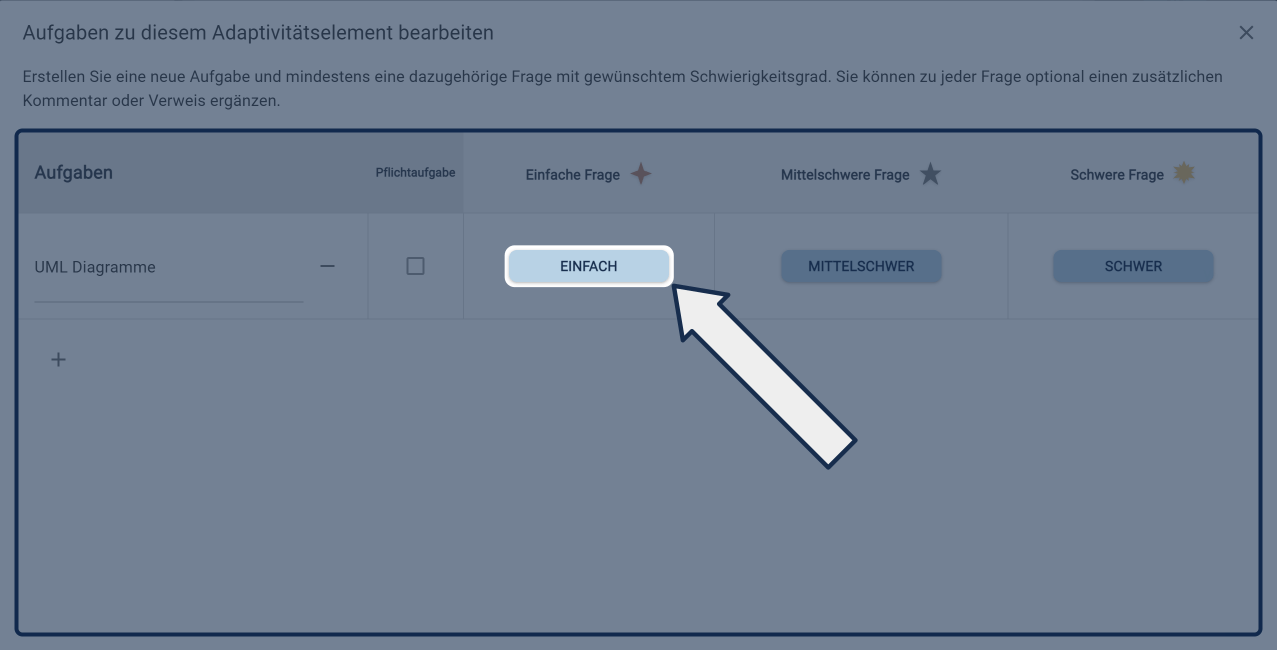 Aufgaben zu diesem Adaptivitätselement bearbeiten
Erstellen Sie eine neue Aufgabe und mindestens eine dazugehörige Frage mit gewünschtem Schwierigkeitsgrad. Sie können zu jeder Frage optional einen zusätzlichen
Kommentar oder Verweis ergänzen.
Aufgaben Pflichtaufgabe Einfache Frage Mittelschwere Frage Schwere Frage
UML Diagramme EINFACH MITTELSCHWER SCHWER